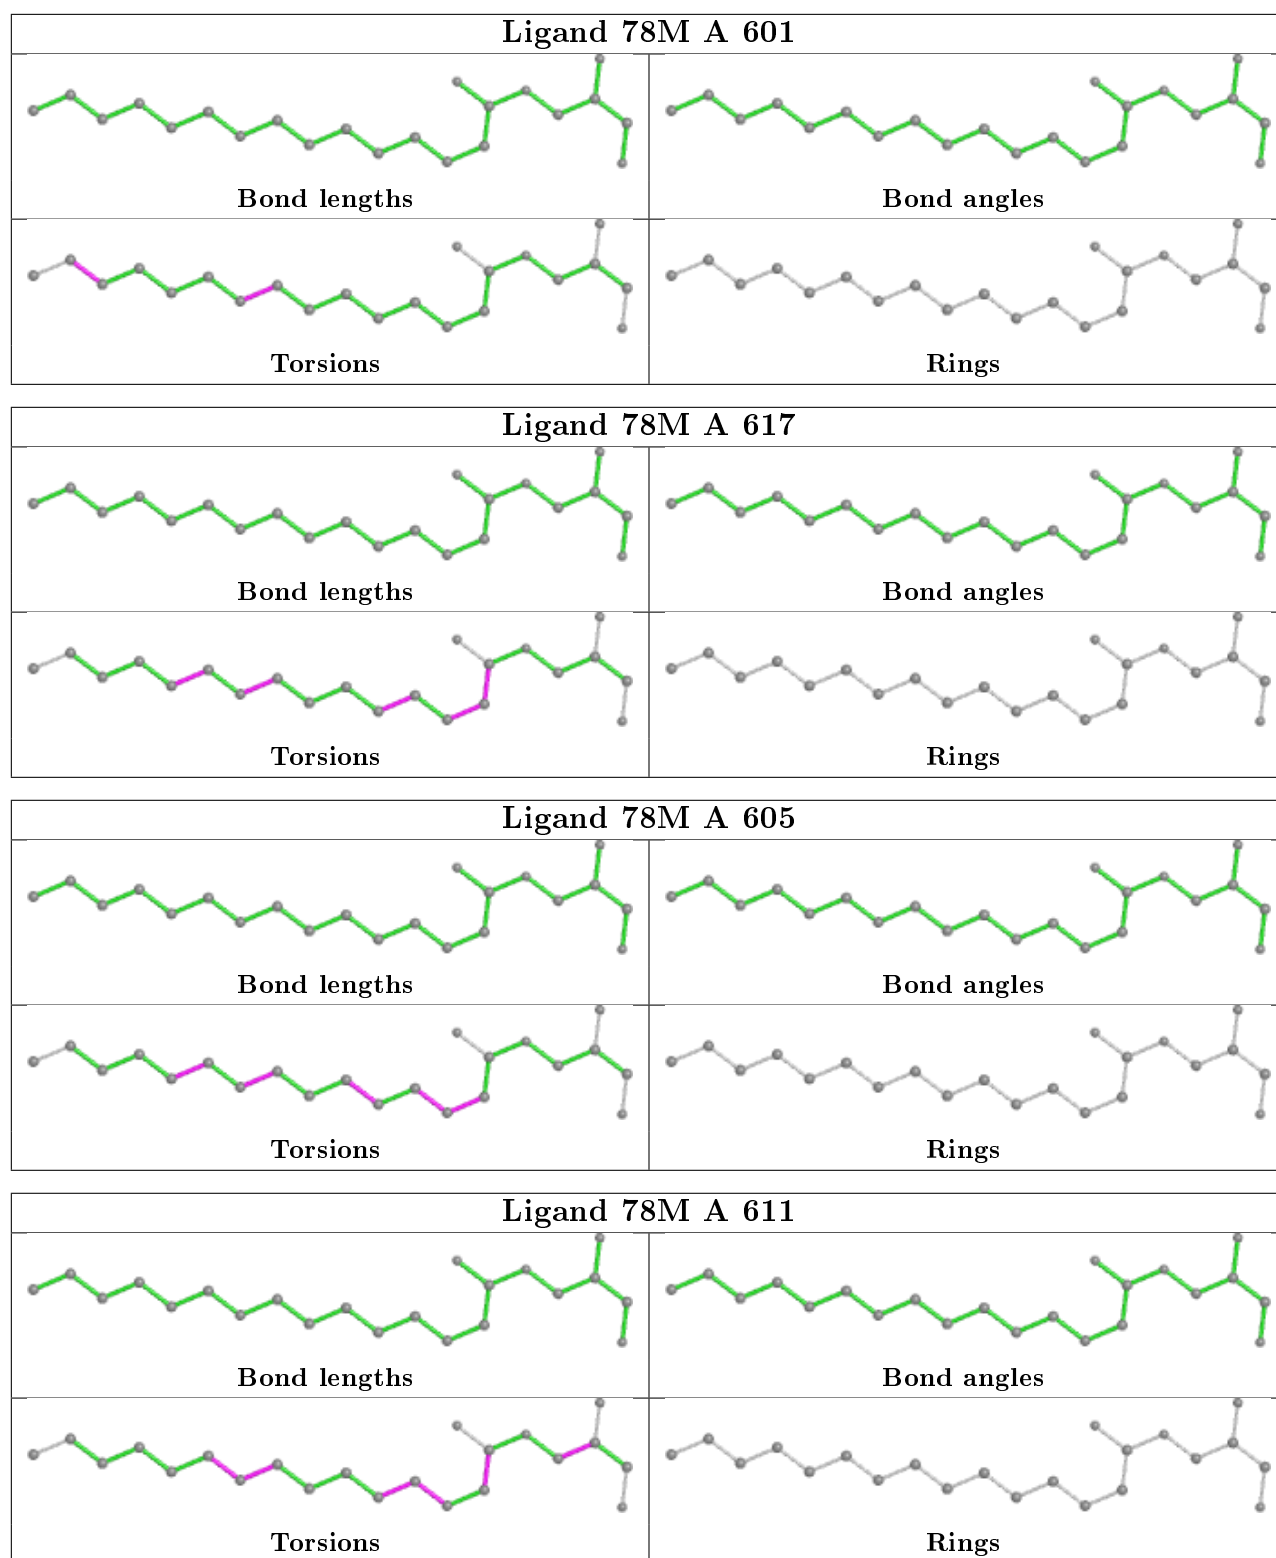 Ligand 78M A 601
Bond lengths Bond angles
Torsions Rings
Ligand 78M A 617
Bond lengths Bond angles
Torsions Rings
Ligand 78M A 605
Bond lengths Bond angles
Torsions Rings
Ligand 78M A 611
Bond lengths Bond angles
Torsions Rings